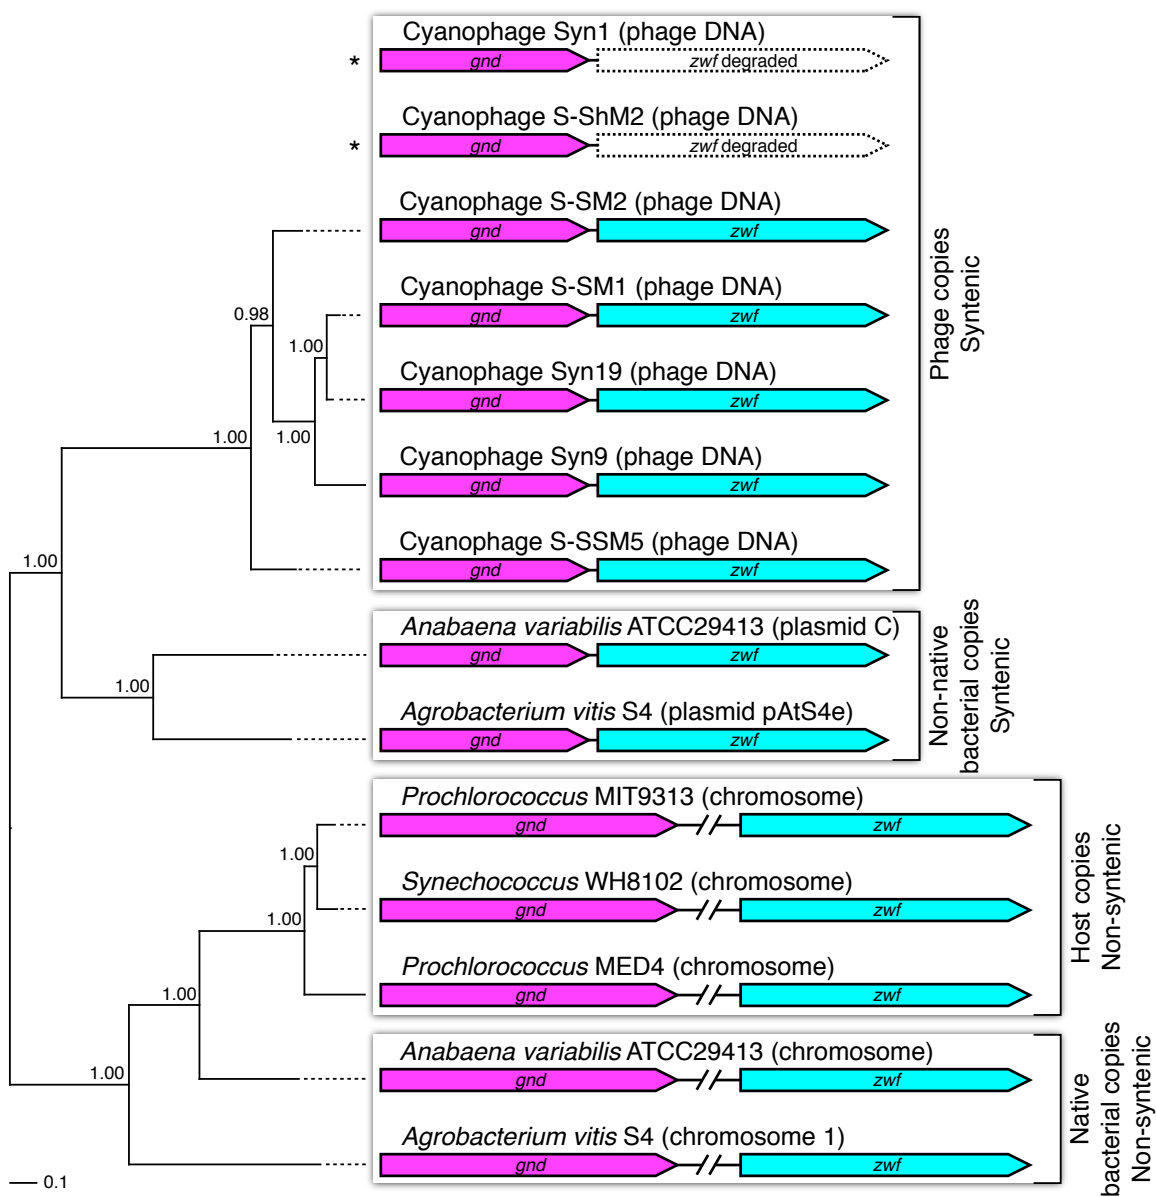 Cyanophage Syn1 (phage DNA)
* gnd zwf degraded
Cyanophage S-ShM2 (phage DNA)
* gnd zwf degraded
Cyanophage S-SM2 (phage DNA)
gnd zwf
Cyanophage S-SM1 (phage DNA)
gnd zwf
Cyanophage Syn19 (phage DNA)
gnd zwf
Cyanophage Syn9 (phage DNA)
gnd zwf
Cyanophage S-SSM5 (phage DNA)
gnd zwf
Phage copies
Syntenic
Anabaena variabilis ATCC29413 (plasmid C)
gnd zwf
Agrobacterium vitis S4 (plasmid pAtS4e)
gnd zwf
Non-native
bacterial copies
Syntenic
Prochlorococcus MIT9313 (chromosome)
gnd zwf
Synechococcus WH8102 (chromosome)
gnd zwf
Prochlorococcus MED4 (chromosome)
gnd zwf
Host copies
Non-syntenic
Anabaena variabilis ATCC29413 (chromosome)
gnd zwf
Agrobacterium vitis S4 (chromosome 1)
gnd zwf
Native
bacterial copies
Non-syntenic
0.98
1.00
1.00
1.00
1.00
1.00
1.00
1.00
1.00
1.00
0.1